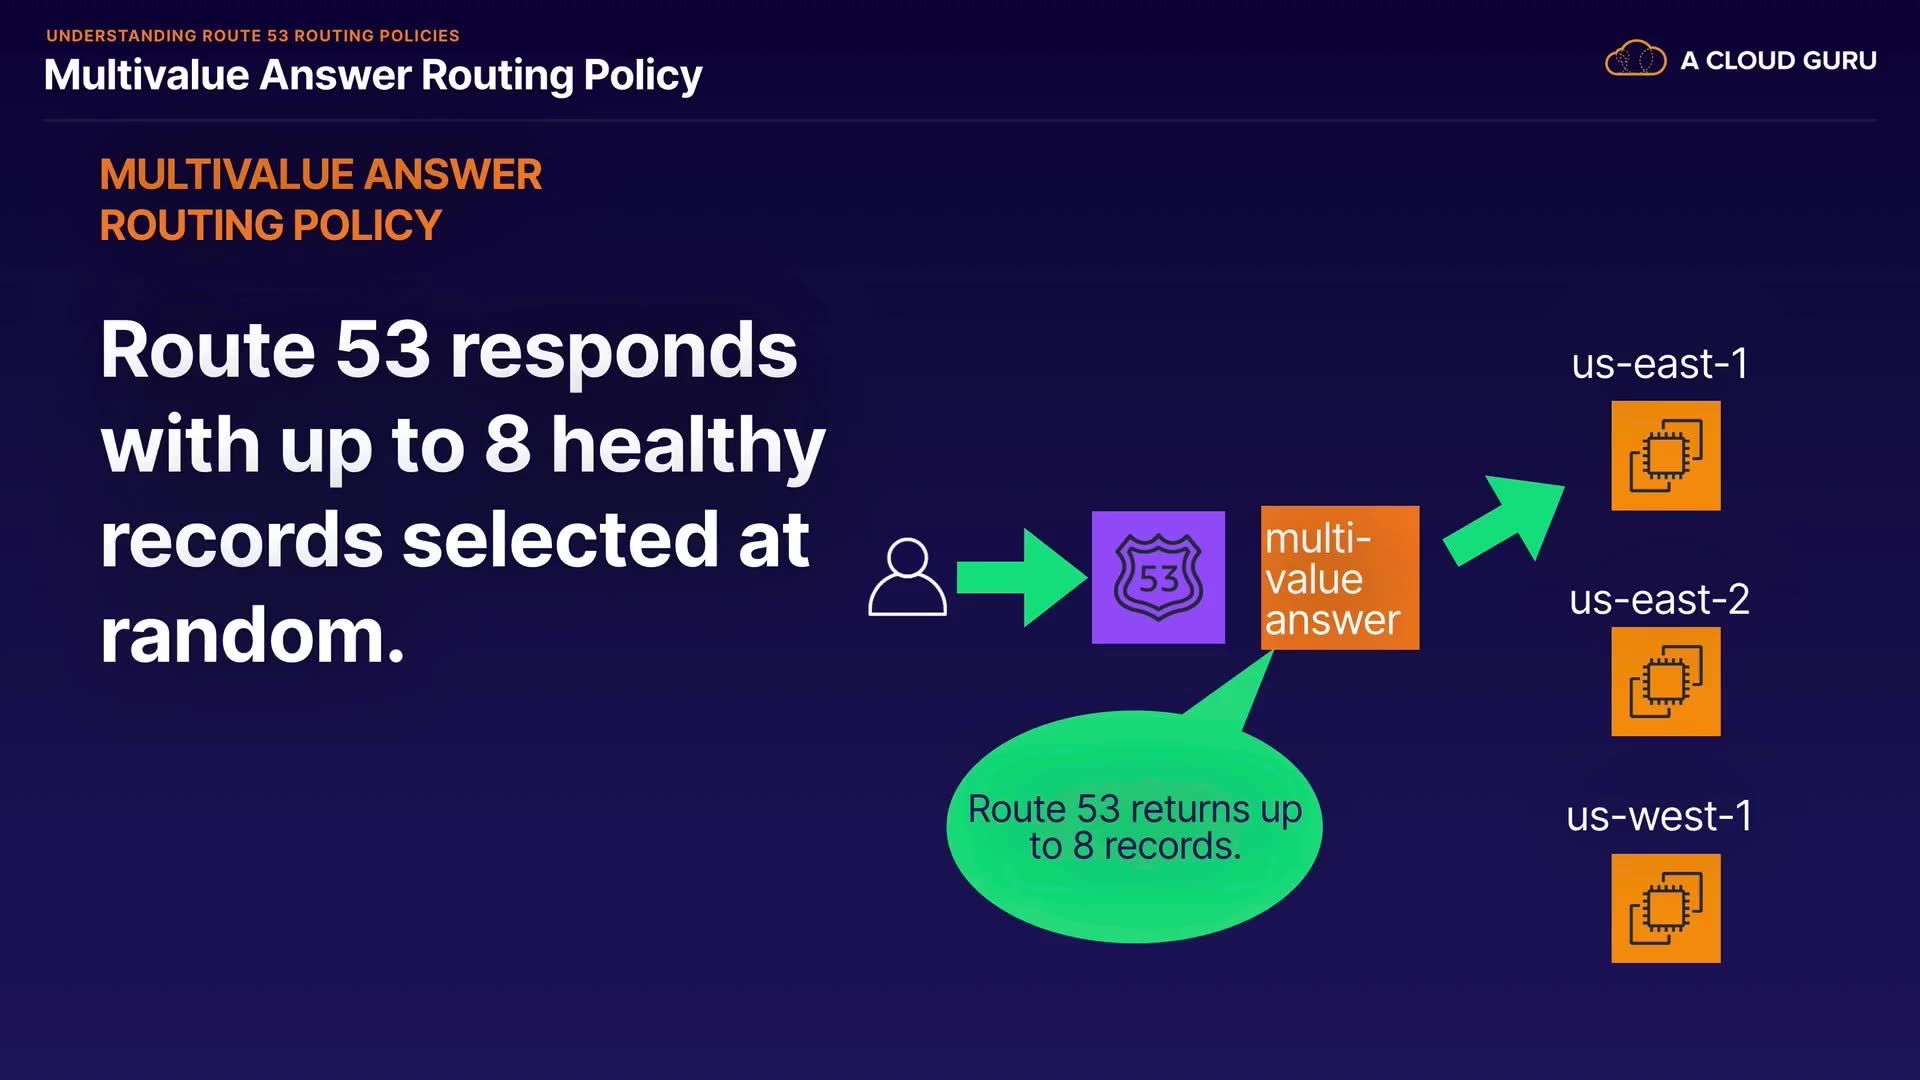 UNDERSTANDING ROUTE 53 ROUTING POLICIES
Multivalue Answer Routing Policy
A CLOUD GURU
MULTIVALUE ANSWER
ROUTING POLICY
Route 53 responds
with up to 8 healthy
records selected at
random.
53
multi-
value
answer
Route 53 returns up
to 8 records.
us-east-1
us-east-2
us-west-1